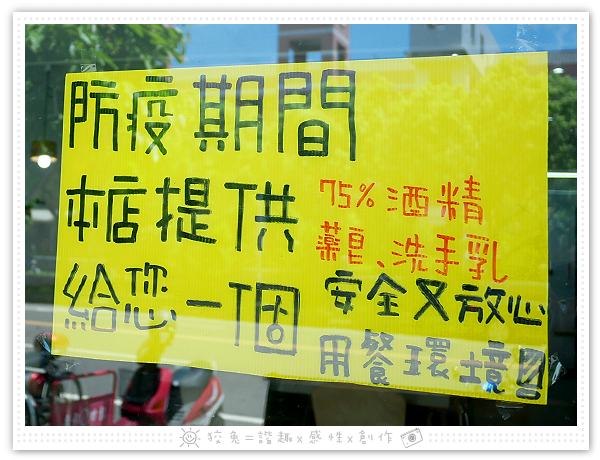 防疫期間
本店提供
75%酒精
藥皂、洗手乳
給您一個
安全又放心
用餐環境
狡兔=諧趣x感性x創作